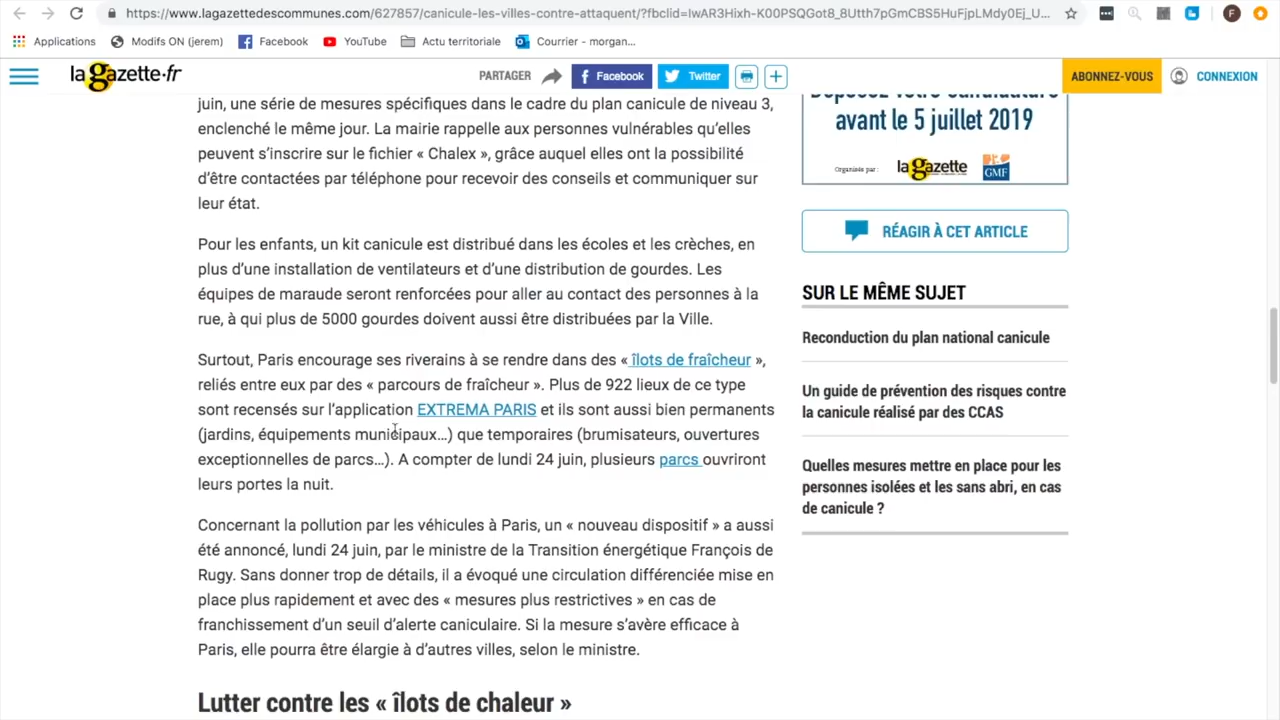 https://www.lagazettedescommunes.com/627857/canicule-les-villes-contre-attaquent/?fbclid=IwAR3Hixh-K00PSQGot8_8Utth7pGmCBS5HuFjpLMdy0Ej_U...
F
Applications
Modifs ON (jerem)
Facebook
YouTube
Actu territoriale
Courrier - morgan...
la gazette.fr
PARTAGER
Facebook
Twitter
ABONNEZ-VOUS
CONNEXION
juin, une série de mesures spécifiques dans le cadre du plan canicule de niveau 3,
enclenché le même jour. La mairie rappelle aux personnes vulnérables qu'elles
peuvent s'inscrire sur le fichier « Chalex », grâce auquel elles ont la possibilité
d'être contactées par téléphone pour recevoir des conseils et communiquer sur
leur état.
Pour les enfants, un kit canicule est distribué dans les écoles et les crèches, en
plus d'une installation de ventilateurs et d'une distribution de gourdes. Les
équipes de maraude seront renforcées pour aller au contact des personnes à la
rue, à qui plus de 5000 gourdes doivent aussi être distribuées par la Ville.
Surtout, Paris encourage ses riverains à se rendre dans des « îlots de fraîcheur »,
reliés entre eux par des « parcours de fraîcheur ». Plus de 922 lieux de ce type
sont recensés sur l'application EXTREMA PARIS et ils sont aussi bien permanents
(jardins, équipements municipaux...) que temporaires (brumisateurs, ouvertures
exceptionnelles de parcs...). A compter de lundi 24 juin, plusieurs parcs ouvriront
leurs portes la nuit.
Concernant la pollution par les véhicules à Paris, un « nouveau dispositif » a aussi
été annoncé, lundi 24 juin, par le ministre de la Transition énergétique François de
Rugy. Sans donner trop de détails, il a évoqué une circulation différenciée mise en
place plus rapidement et avec des « mesures plus restrictives » en cas de
franchissement d'un seuil d'alerte caniculaire. Si la mesure s'avère efficace à
Paris, elle pourra être élargie à d'autres villes, selon le ministre.
Lutter contre les « îlots de chaleur »
Déposez votre candidature
avant le 5 juillet 2019
Organisés par :
la gazette
GMF
RÉAGIR À CET ARTICLE
SUR LE MÊME SUJET
Reconduction du plan national canicule
Un guide de prévention des risques contre
la canicule réalisé par des CCAS
Quelles mesures mettre en place pour les
personnes isolées et les sans abri, en cas
de canicule ?